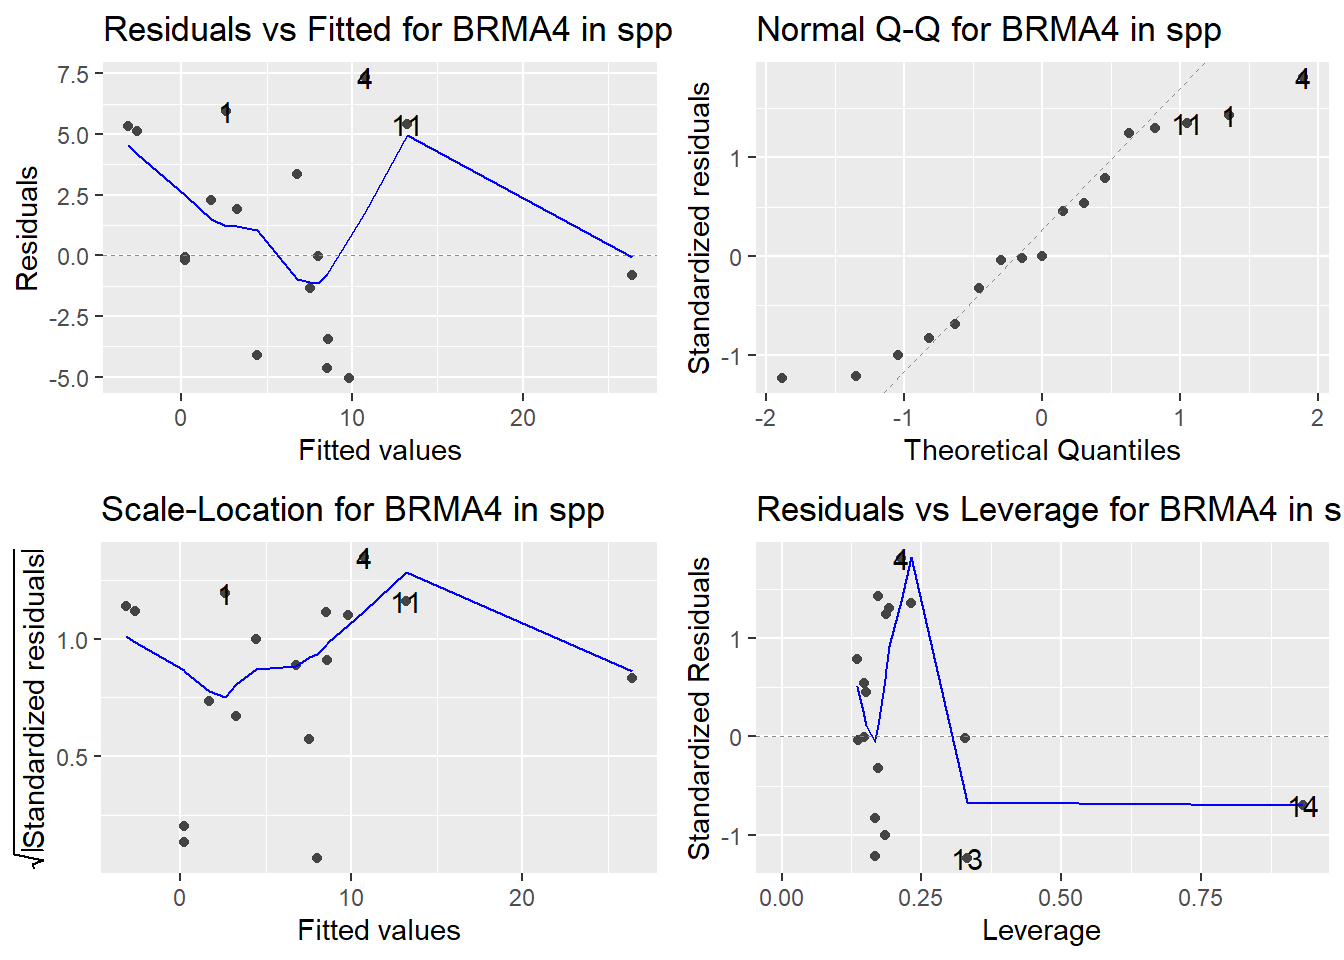 Residuals vs Fitted for BRMA4 in spp
7.5
5.0
2.5
0.0
-2.5
-5.0
Residuals
4
1
11
0 10 20
Fitted values
Normal Q-Q for BRMA4 in spp
1
0
-1
Standardized residuals
4
11 1
-2 -1 0 1 2
Theoretical Quantiles
Scale-Location for BRMA4 in spp
1.0
0.5
√|Standardized residuals|
4
1
11
0 10 20
Fitted values
Residuals vs Leverage for BRMA4 in s
1
0
-1
Standardized Residuals
4
14
13
0.00 0.25 0.50 0.75
Leverage